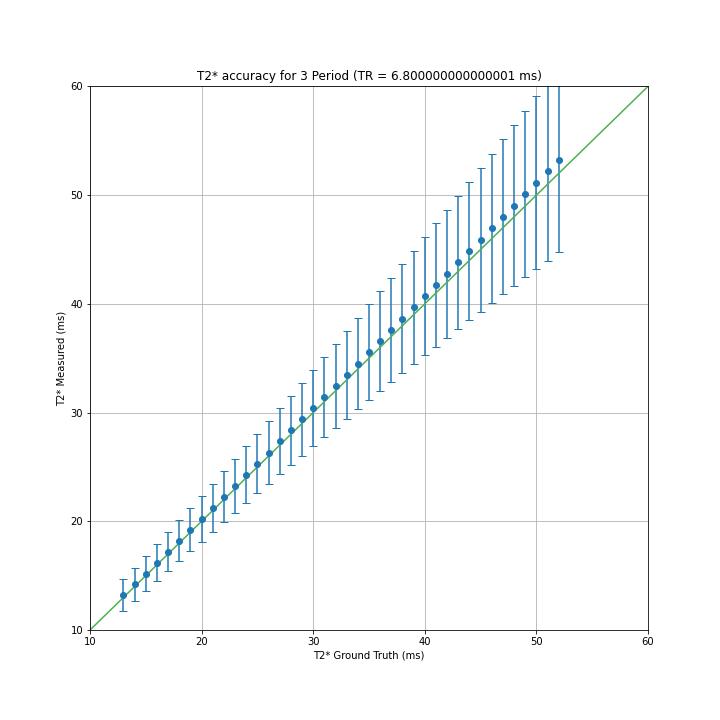 T2* accuracy for 3 Period (TR = 6.800000000000001 ms)
60
50
40
30
20
10
T2* Measured (ms)
10 20 30 40 50 60
T2* Ground Truth (ms)